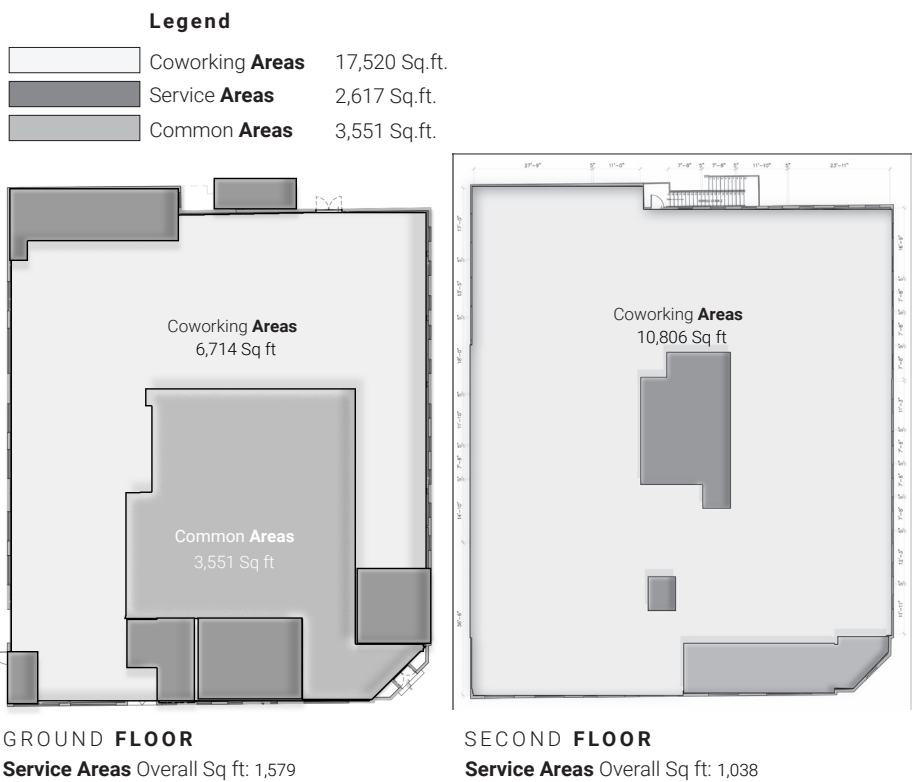 Legend
Coworking Areas 17,520 Sq.ft.
Service Areas 2,617 Sq.ft.
Common Areas 3,551 Sq.ft.
Coworking Areas
6,714 Sq ft
Common Areas
3,551 Sq ft
Coworking Areas
10,806 Sq ft
GROUND FLOOR
Service Areas Overall Sq ft: 1,579
SECOND FLOOR
Service Areas Overall Sq ft: 1,038